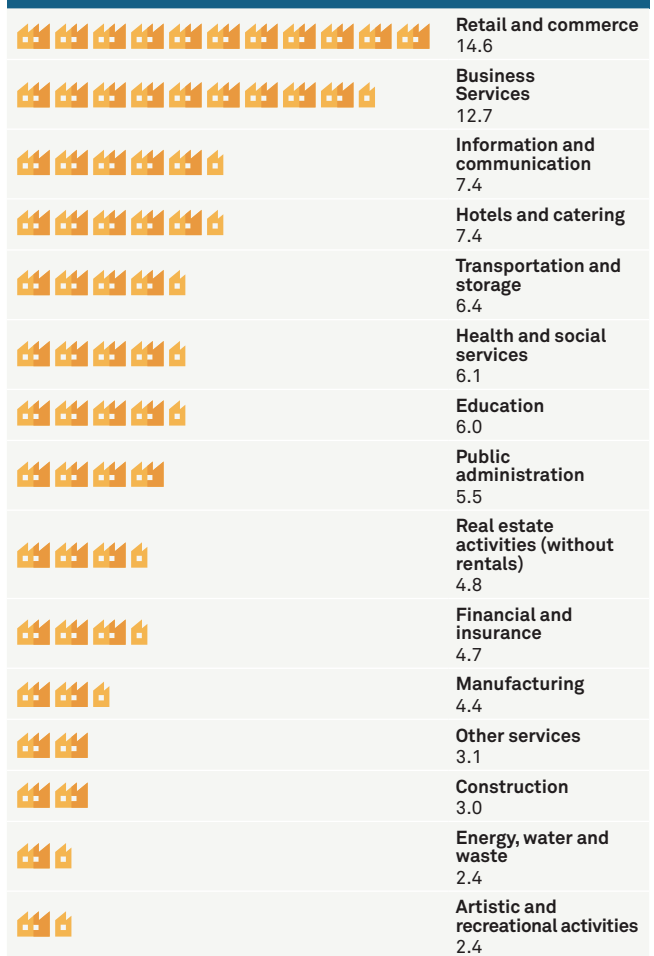 Retail and commerce
14.6
Business
Services
12.7
Information and
communication
7.4
Hotels and catering
7.4
Transportation and
storage
6.4
Health and social
services
6.1
Education
6.0
Public
administration
5.5
Real estate
activities (without
rentals)
4.8
Financial and
insurance
4.7
Manufacturing
4.4
Other services
3.1
Construction
3.0
Energy, water and
waste
2.4
Artistic and
recreational activities
2.4